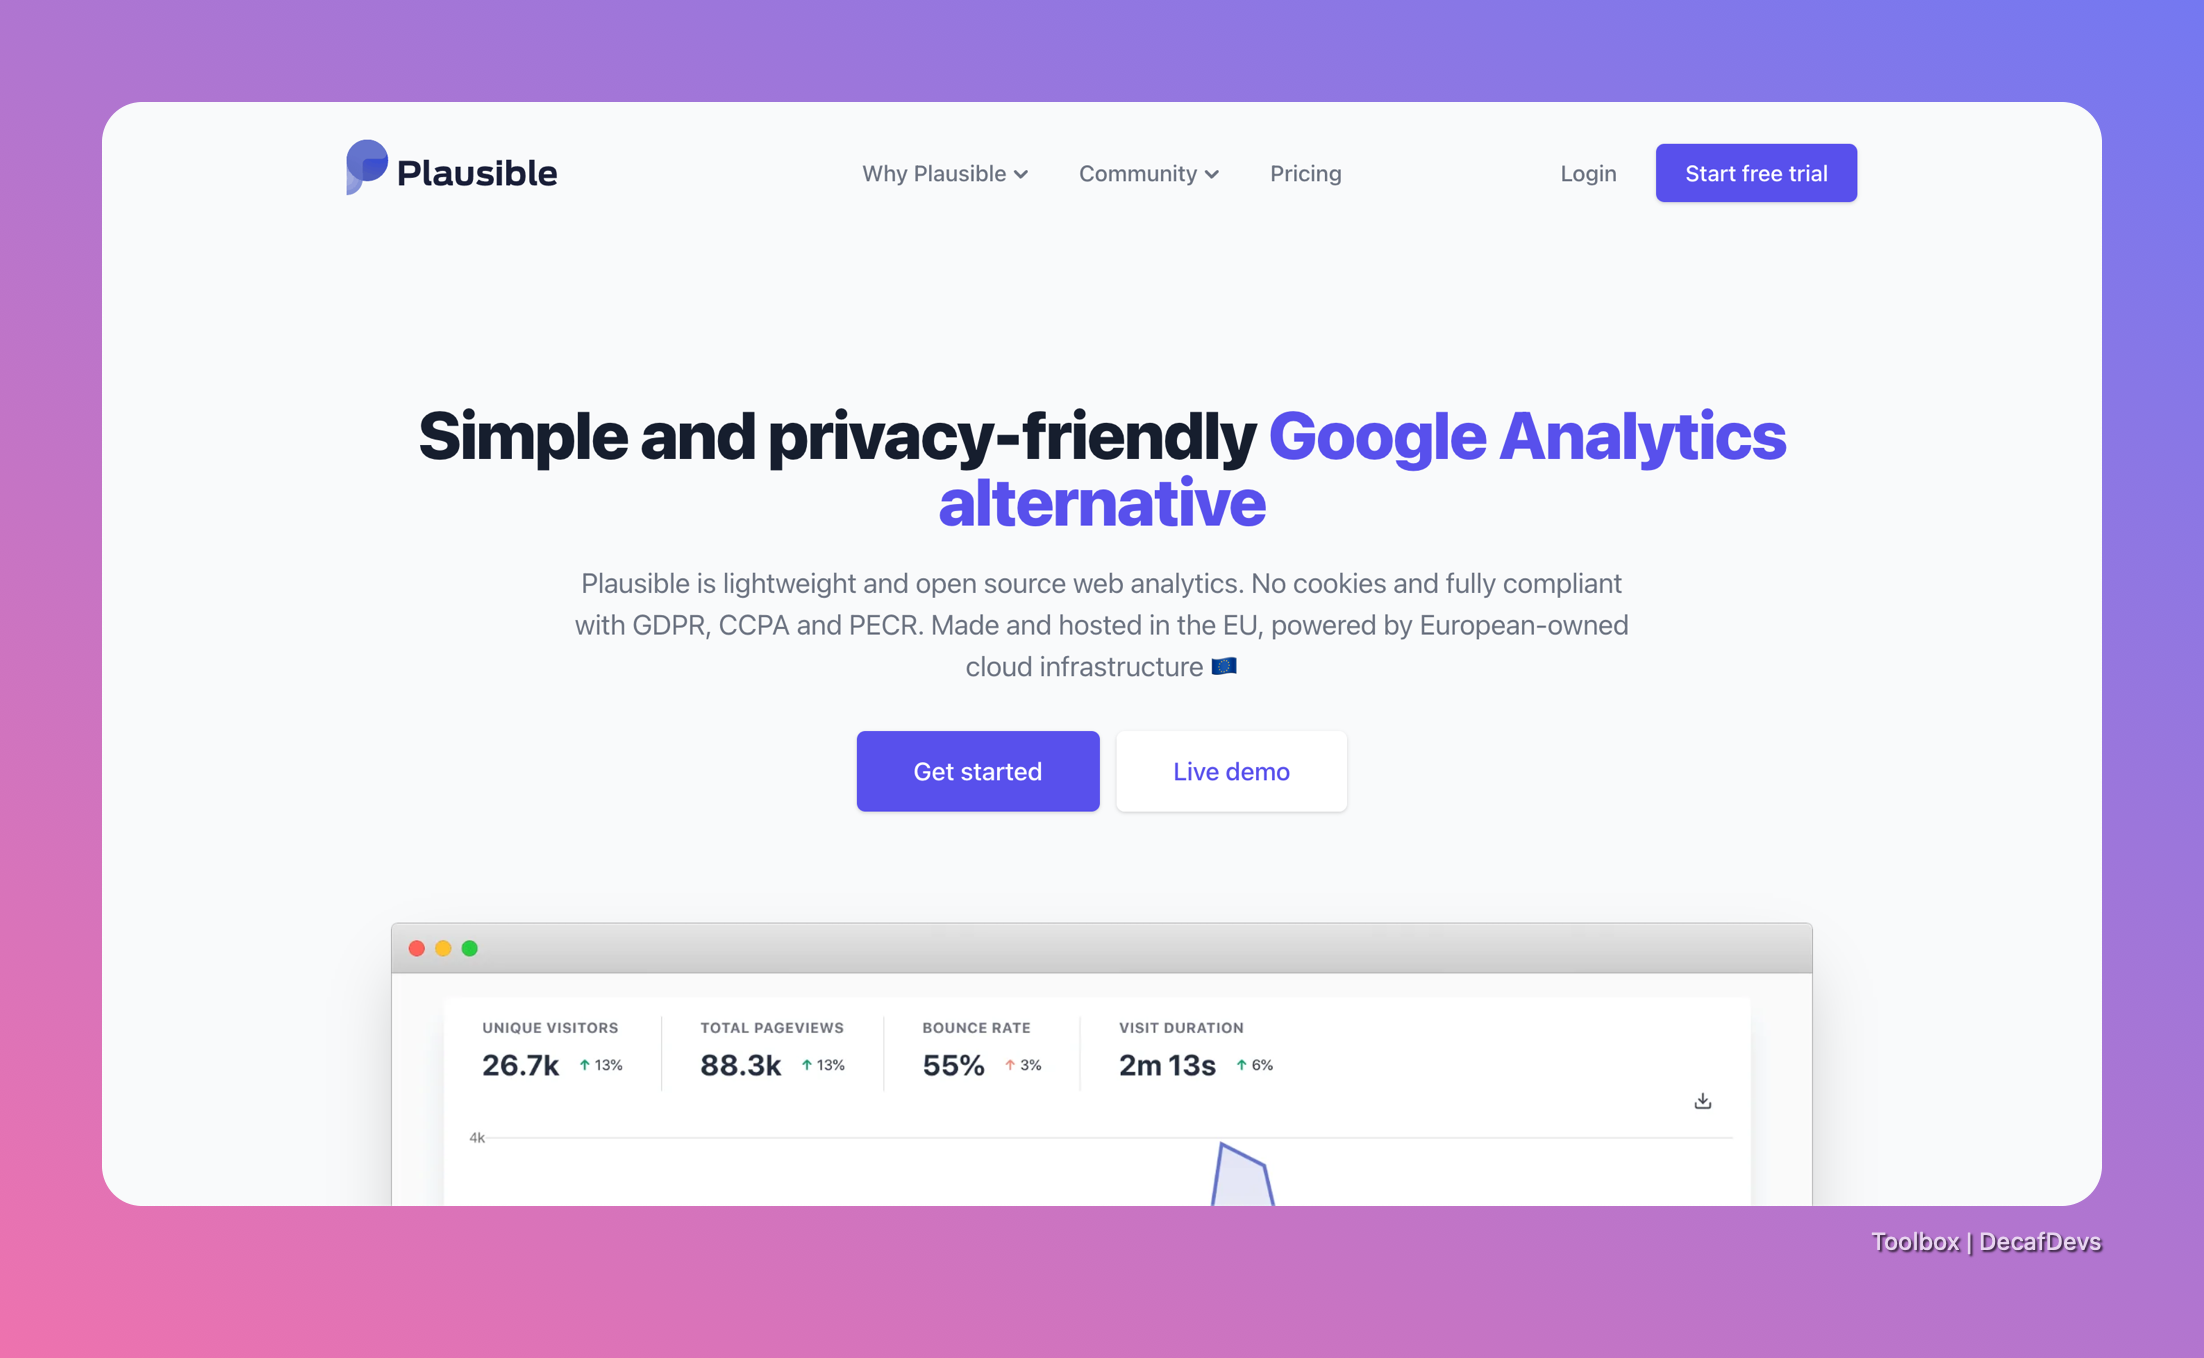 Plausible
Why Plausible
Community
Pricing
Login
Start free trial
Simple and privacy-friendly Google Analytics
alternative
Plausible is lightweight and open source web analytics. No cookies and fully compliant
with GDPR, CCPA and PECR. Made and hosted in the EU, powered by European-owned
cloud infrastructure 🇪🇺
Get started
Live demo
UNIQUE VISITORS
26.7k ↑ 13%
TOTAL PAGEVIEWS
88.3k ↑ 13%
BOUNCE RATE
55% ↑ 3%
VISIT DURATION
2m 13s ↑ 6%
4k
Toolbox | DecafDevs